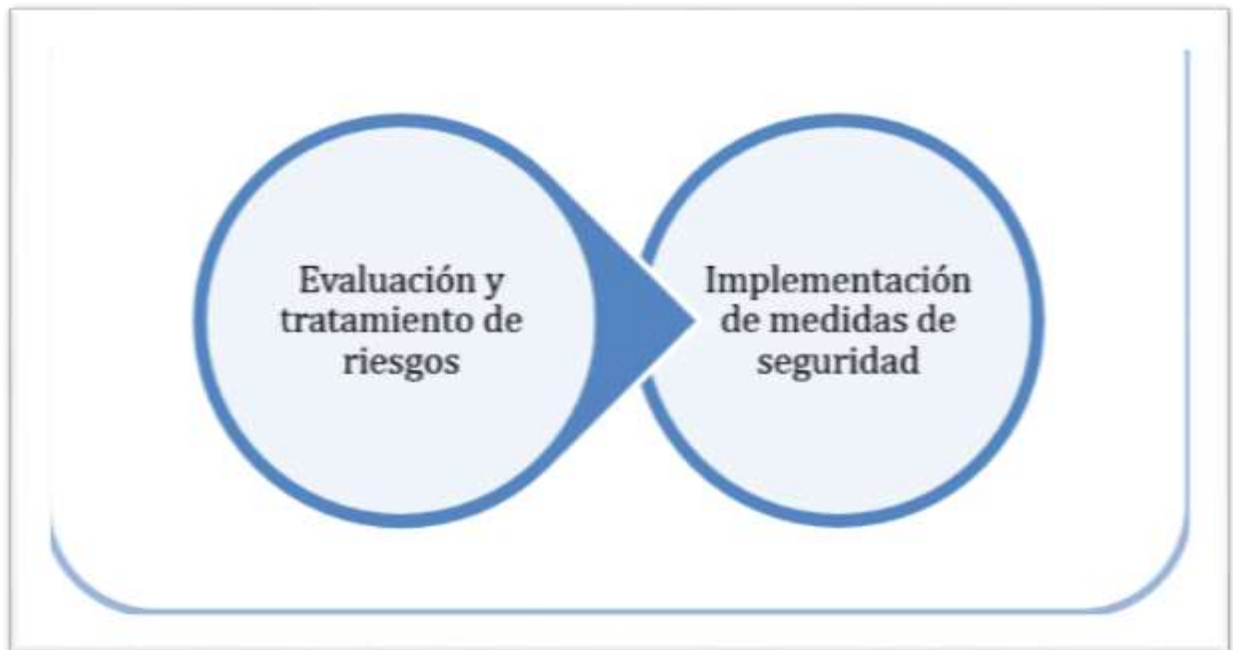 Evaluación y
tratamiento de
riesgos
Implementación
de medidas de
seguridad